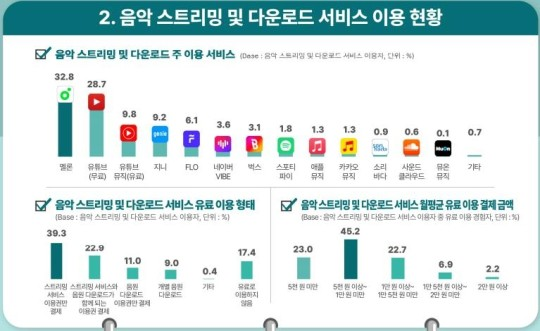 2. 음악 스트리밍 및 다운로드 서비스 이용 현황
음악 스트리밍 및 다운로드 주 이용 서비스 (Base : 음악 스트리밍 및 다운로드 서비스 이용자, 단위 : %)
32.8 28.7 9.8 9.2 6.1 3.6 3.1 1.8 1.3 1.3 0.9 0.6 0.1 0.7
genie
멜론 유튜브 유튜브 지니 FLO 네이버 벅스 스포티 애플 카카오 소리 사운드 뮤온 기타
(무료) 뮤직(유료) VIBE 파이 뮤직 뮤직 바다 클라우드 뮤직
음악 스트리밍 및 다운로드 서비스 유료 이용 형태
(Base : 음악 스트리밍 및 다운로드 서비스 이용자, 단위 : %)
39.3 22.9 11.0 9.0 0.4 17.4
스트리밍 스트리밍 서비스와 음원 개별 음원 기타 유료로
서비스 음원 다운로드가 다운로드 다운로드 이용하지
이용권만 함께 되는 이용권만 결제 않음
결제 이용권 결제
음악 스트리밍 및 다운로드 서비스 월평균 유료 이용 결제 금액
(Base : 음악 스트리밍 및 다운로드 서비스 이용자 중 유료 이용 경험자, 단위 : %)
23.0 45.2 22.7 6.9 2.2
5천 원 미만 5천 원 이상~ 1만 원 이상~ 1만 5천 원 이상~ 2만 원 이상
1만 원 미만 1만 5천 원 미만 2만 원 미만